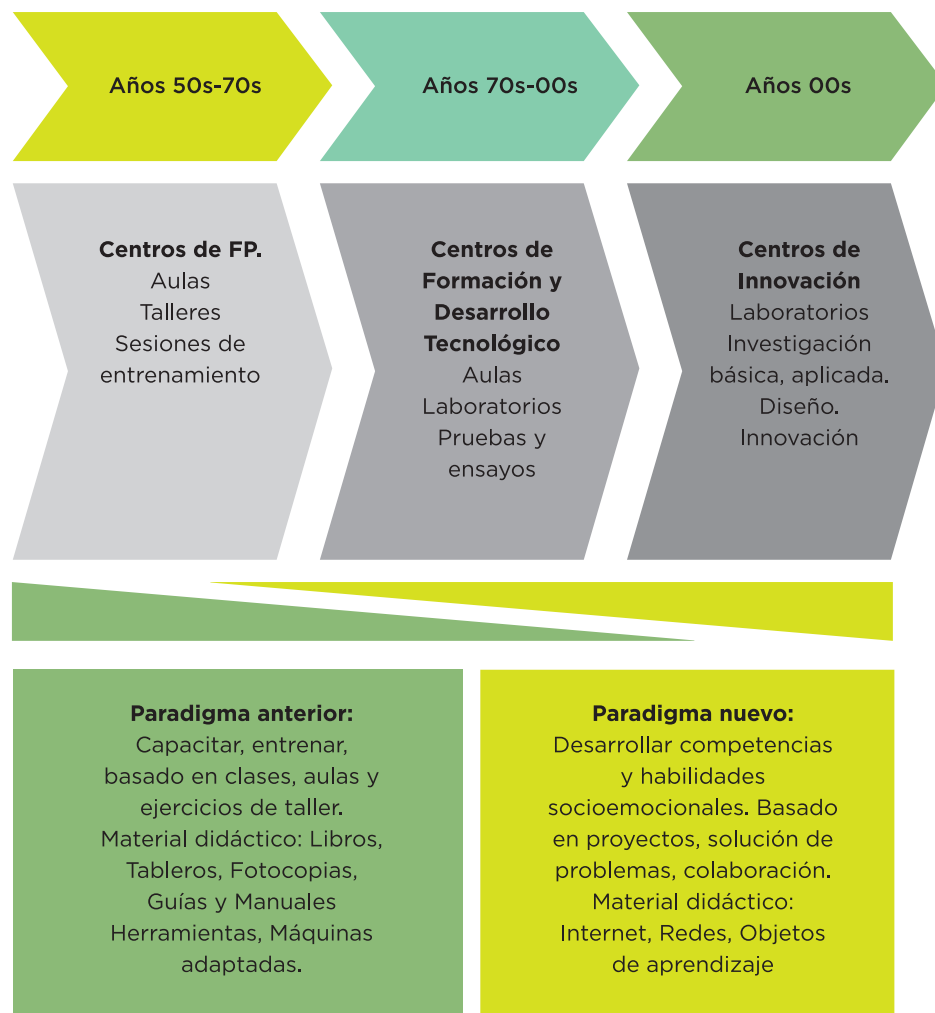 Años 50s-70s
Años 70s-00s
Años 00s
Centros de FP.
Aulas
Talleres
Sesiones de
entrenamiento
Centros de
Formación y
Desarrollo
Tecnológico
Aulas
Laboratorios
Pruebas y
ensayos
Centros de
Innovación
Laboratorios
Investigación
básica, aplicada.
Diseño.
Innovación
Paradigma anterior:
Capacitar, entrenar,
basado en clases, aulas y
ejercicios de taller.
Material didáctico: Libros,
Tableros, Fotocopias,
Guías y Manuales
Herramientas, Máquinas
adaptadas.
Paradigma nuevo:
Desarrollar competencias
y habilidades
socioemocionales. Basado
en proyectos, solución de
problemas, colaboración.
Material didáctico:
Internet, Redes, Objetos
de aprendizaje